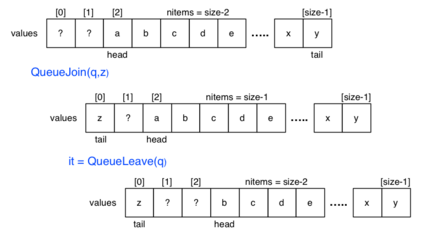 [0] [1] [2] nitems = size-2 [size-1]
values ? ? a b c d e ..... x y
head tail
QueueJoin(q,z)
[0] [1] [2] nitems = size-1 [size-1]
values z ? a b c d e ..... x y
tail head
it = QueueLeave(q)
[0] [1] [2] nitems = size-2 [size-1]
values z ? ? b c d e ..... x y
tail head